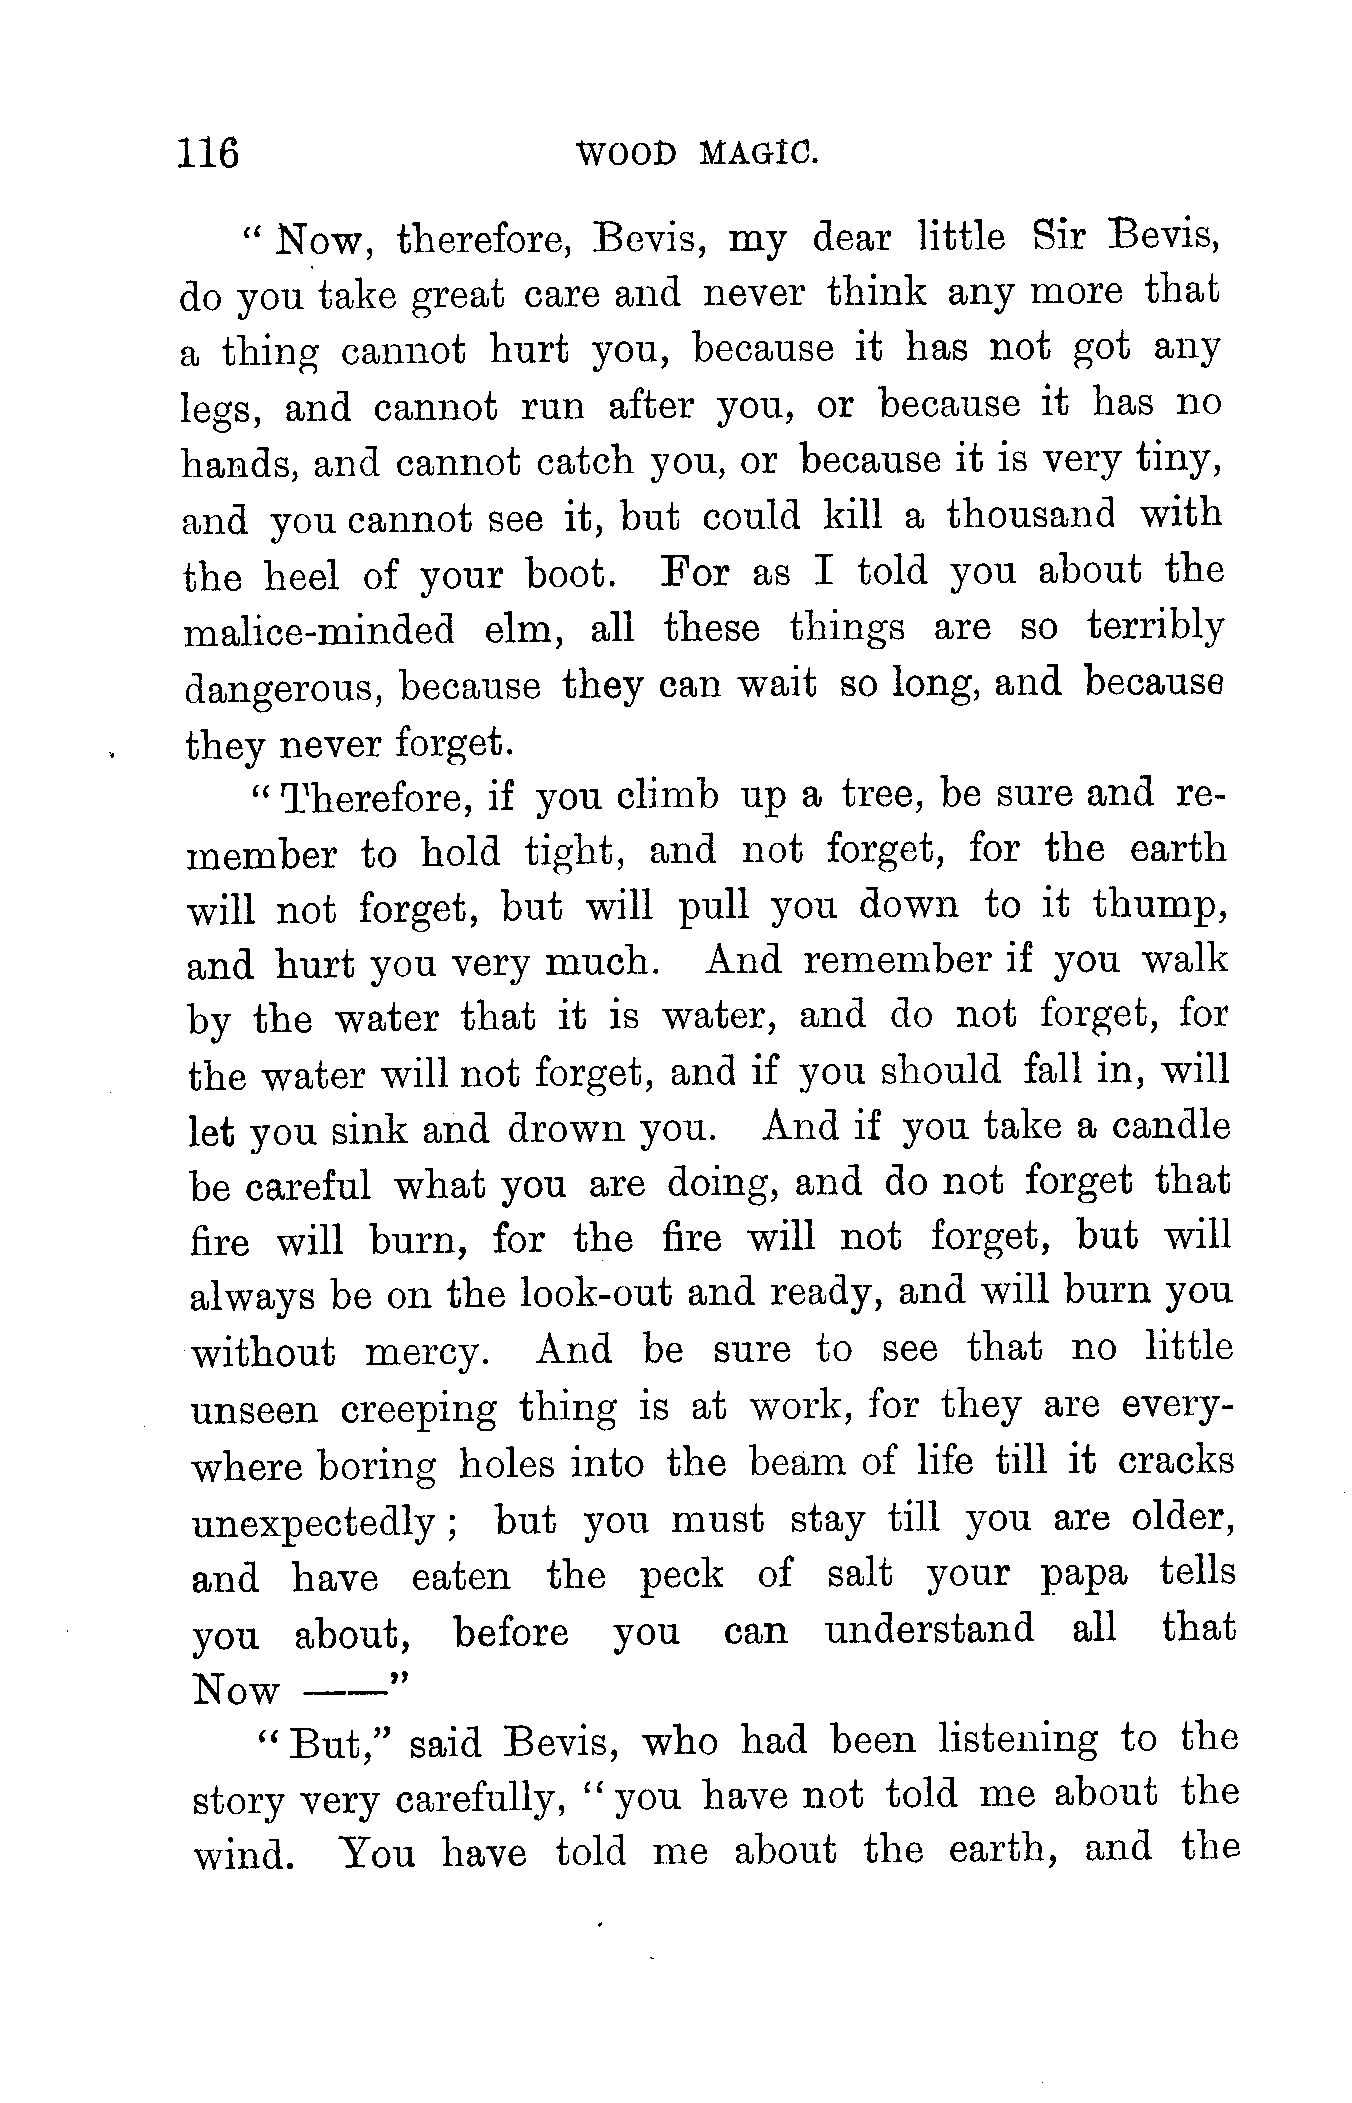 116 WOOD MAGIC.
" Now, therefore, Bevis, my dear little Sir Bevis,
do you take great care and never think any more that
a thing cannot hurt you, because it has not got any
legs, and cannot run after you, or because it has no
hands, and cannot catch you, or because it is very tiny,
and you cannot see it, but could kill a thousand with
the heel of your boot. For as I told you about the
malice-minded elm, all these things are so terribly
dangerous, because they can wait so long, and because
they never forget.
" Therefore, if you climb up a tree, be sure and re-
member to hold tight, and not forget, for the earth
will not forget, but will pull you down to it thump,
and hurt you very much. And remember if you walk
by the water that it is water, and do not forget, for
the water will not forget, and if you should fall in, will
let you sink and drown you. And if you take a candle
be careful what you are doing, and do not forget that
fire will burn, for the fire will not forget, but will
always be on the look-out and ready, and will burn you
without mercy. And be sure to see that no little
unseen creeping thing is at work, for they are every-
where boring holes into the beam of life till it cracks
unexpectedly ; but you must stay till you are older,
and have eaten the peck of salt your papa tells
you about, before you can understand all that
Now ——"
" But," said Bevis, who had been listening to the
story very carefully, " you have not told me about the
wind. You have told me about the earth, and the